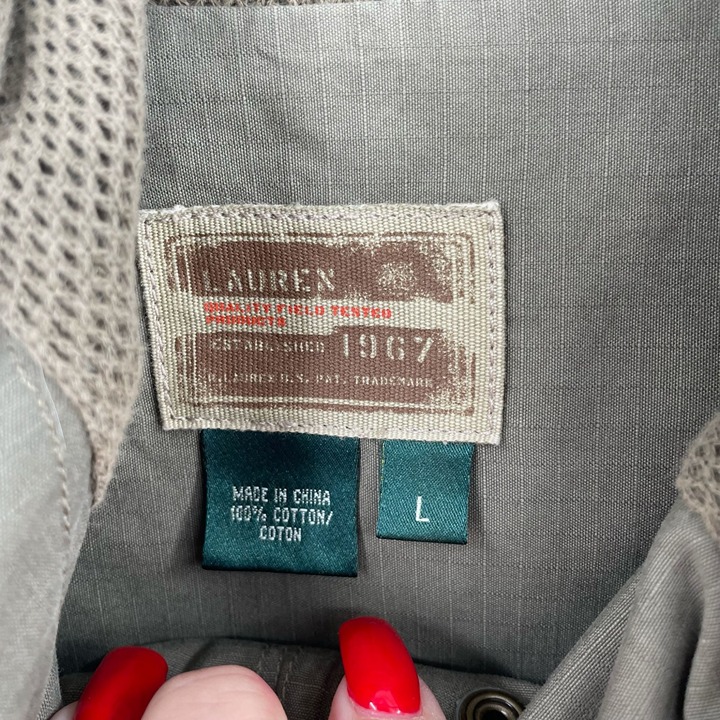 LAUREN
QUALITY FIELD TESTED
PRODUCTS
ESTABLISHED 1967
R.LAUREN U.S. PAT. TRADEMARK
MADE IN CHINA
100% COTTON/
COTON
L